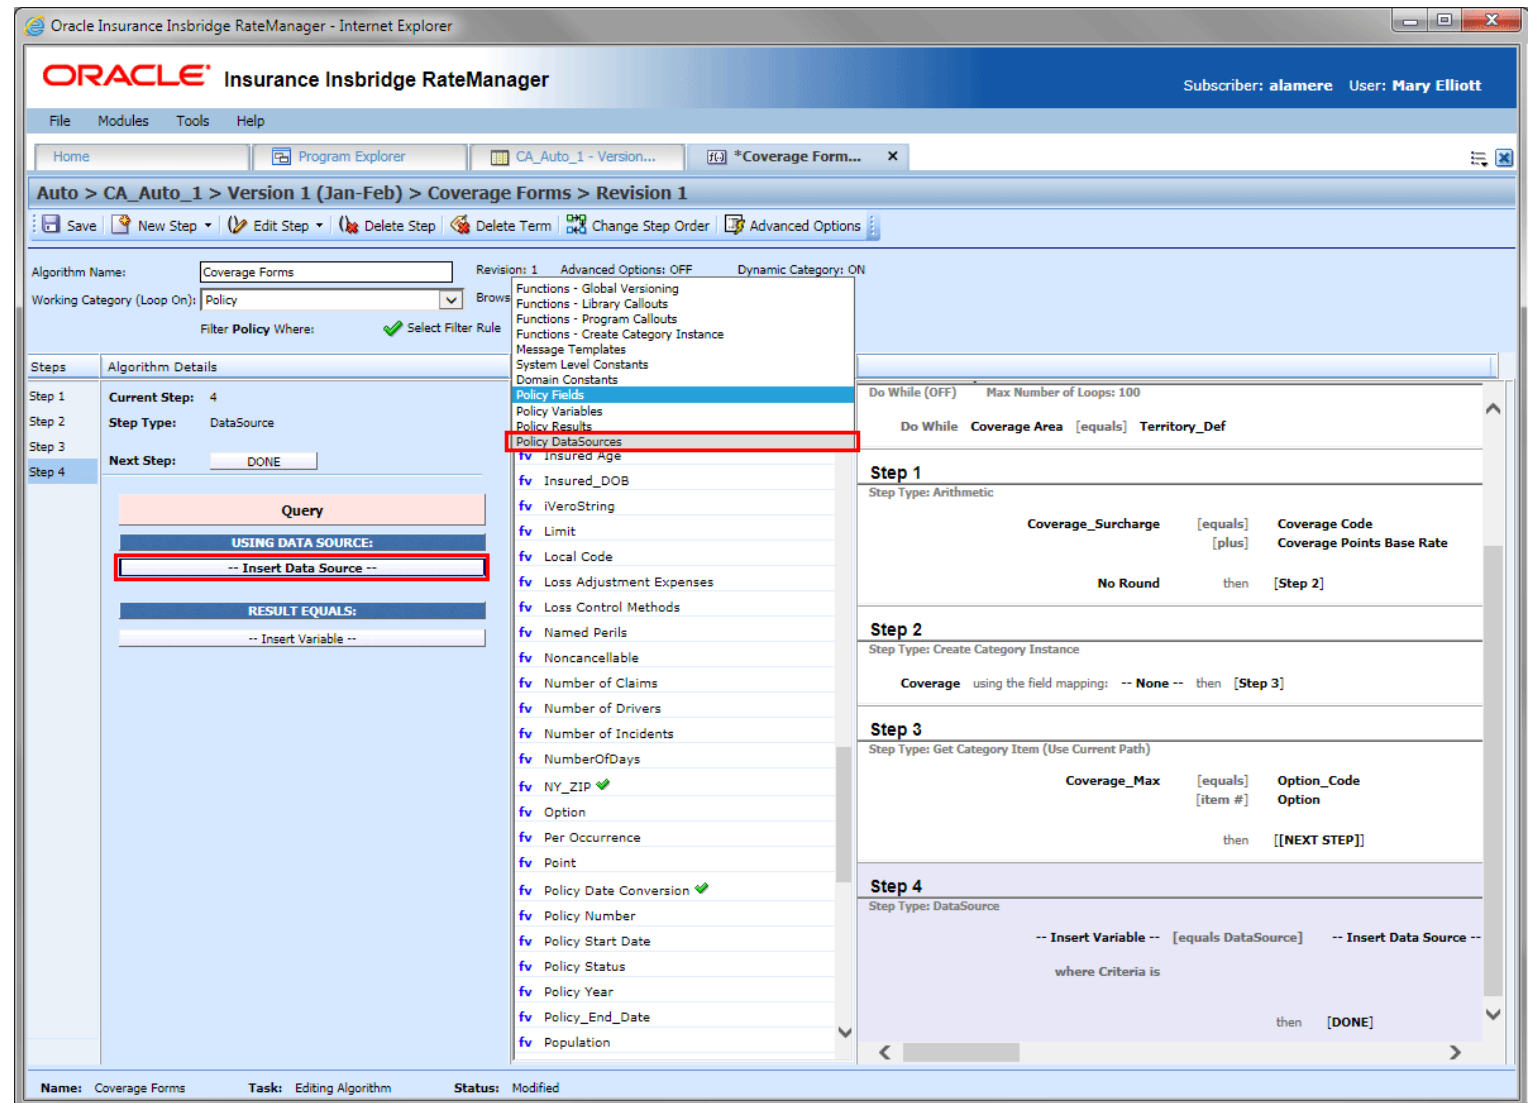 Oracle Insurance Insbridge RateManager - Internet Explorer
ORACLE Insurance Insbridge RateManager
Subscriber: alamere User: Mary Elliott
File Modules Tools Help
Home Program Explorer CA_Auto_1 - Version... *Coverage Form... x
Auto > CA_Auto_1 > Version 1 (Jan-Feb) > Coverage Forms > Revision 1
Save New Step Edit Step Delete Step Delete Term Change Step Order Advanced Options
Algorithm Name: Coverage Forms Revision: 1 Advanced Options: OFF Dynamic Category: ON
Working Category (Loop On): Policy Brows
Filter Policy Where: Select Filter Rule
Functions - Global Versioning
Functions - Library Callouts
Functions - Program Callouts
Functions - Create Category Instance
Message Templates
System Level Constants
Domain Constants
Policy Fields
Policy Variables
Policy Results
Policy DataSources
Steps
Step 1
Step 2
Step 3
Step 4
Algorithm Details
Current Step: 4
Step Type: DataSource
Next Step: DONE
Query
USING DATA SOURCE:
-- Insert Data Source --
RESULT EQUALS:
-- Insert Variable --
fv Insured Age
fv Insured_DOB
fv iVeroString
fv Limit
fv Local Code
fv Loss Adjustment Expenses
fv Loss Control Methods
fv Named Perils
fv Noncancellable
fv Number of Claims
fv Number of Drivers
fv Number of Incidents
fv NumberOfDays
fv NY_ZIP
fv Option
fv Per Occurrence
fv Point
fv Policy Date Conversion
fv Policy Number
fv Policy Start Date
fv Policy Status
fv Policy Year
fv Policy_End_Date
fv Population
Do While (OFF) Max Number of Loops: 100
Do While Coverage Area [equals] Territory_Def
Step 1
Step Type: Arithmetic
Coverage_Surcharge [equals] Coverage Code
[plus] Coverage Points Base Rate
No Round then [Step 2]
Step 2
Step Type: Create Category Instance
Coverage using the field mapping: -- None -- then [Step 3]
Step 3
Step Type: Get Category Item (Use Current Path)
Coverage_Max [equals] Option_Code
[item #] Option
then [[NEXT STEP]]
Step 4
Step Type: DataSource
-- Insert Variable -- [equals DataSource] -- Insert Data Source --
where Criteria is
then [DONE]
Name: Coverage Forms Task: Editing Algorithm Status: Modified